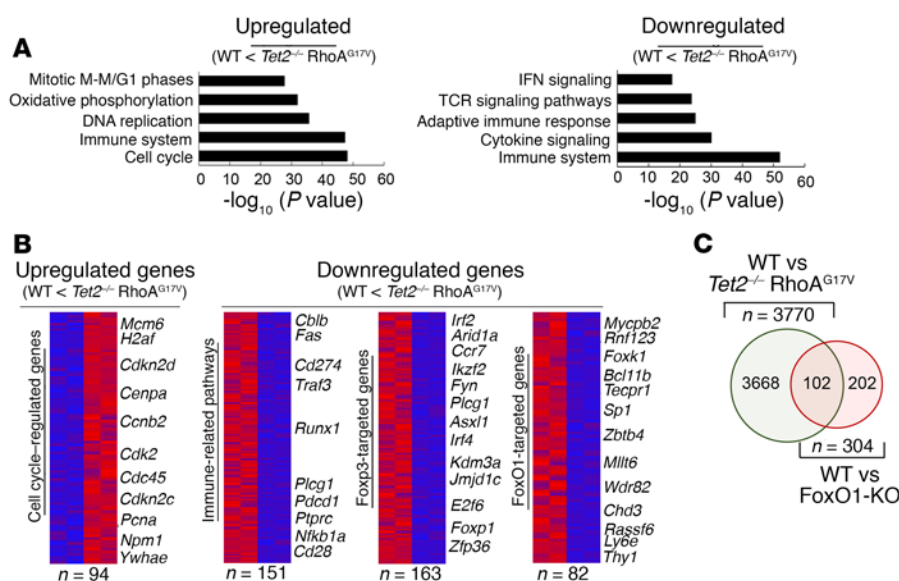 A
Upregulated
(WT < Tet2–/– RhoAG17V)
Mitotic M-M/G1 phases
Oxidative phosphorylation
DNA replication
Immune system
Cell cycle
0 10 20 30 40 50 60
-log10 (P value)
Downregulated
(WT < Tet2–/– RhoAG17V)
IFN signaling
TCR signaling pathways
Adaptive immune response
Cytokine signaling
Immune system
0 10 20 30 40 50 60
-log10 (P value)
B
Upregulated genes
(WT < Tet2–/– RhoAG17V)
Cell cycle–regulated genes
Mcm6
H2af
Cdkn2d
Cenpa
Ccnb2
Cdk2
Cdc45
Cdkn2c
Pcna
Npm1
Ywhae
n = 94
Downregulated genes
(WT < Tet2–/– RhoAG17V)
Immune-related pathways
Cblb
Fas
Cd274
Traf3
Runx1
Plcg1
Pdcd1
Ptprc
Nfkb1a
Cd28
n = 151
Foxp3-targeted genes
Irf2
Arid1a
Ccr7
Ikzf2
Fyn
Plcg1
Asxl1
Irf4
Kdm3a
Jmjd1c
E2f6
Foxp1
Zfp36
n = 163
FoxO1-targeted genes
Mycpb2
Rnf123
Foxk1
Bcl11b
Tecpr1
Sp1
Zbtb4
Mllt6
Wdr82
Chd3
Rassf6
Ly6e
Thy1
n = 82
C
WT vs
Tet2–/– RhoAG17V
n = 3770
3668 102 202
n = 304
WT vs
FoxO1-KO